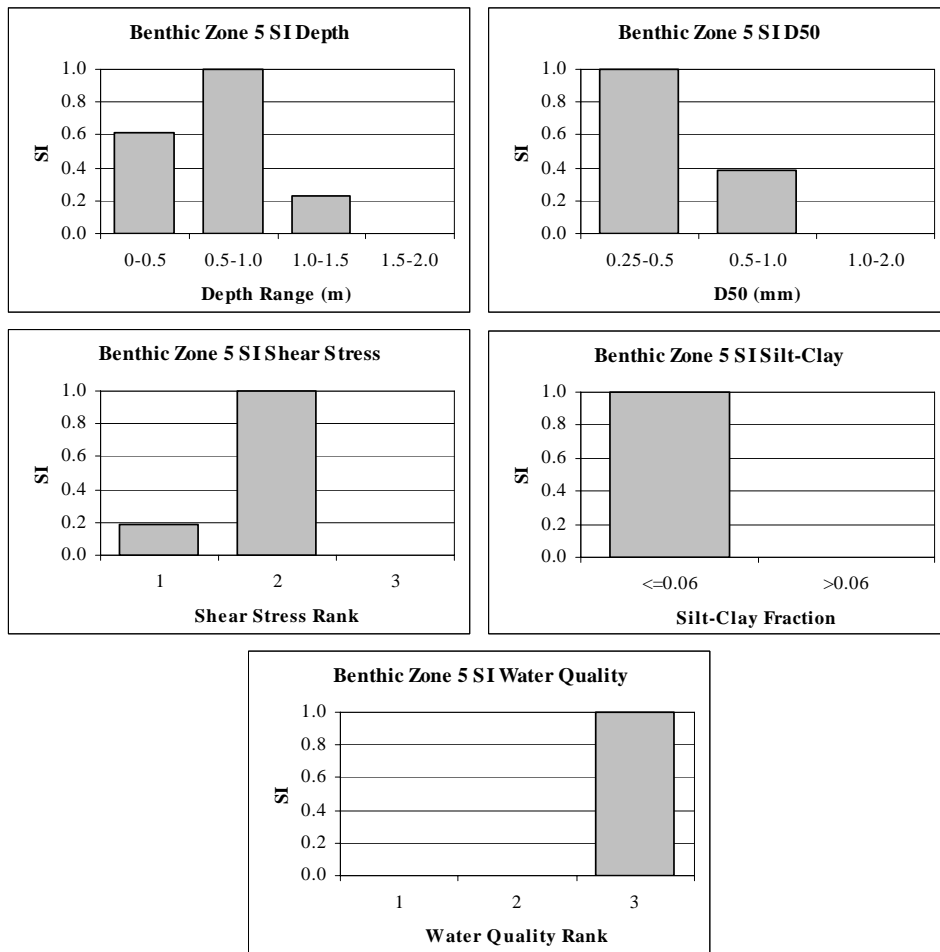 Benthic Zone 5 SI Depth
1.0
0.8
0.6
0.4
0.2
0.0
SI
0-0.5 0.5-1.0 1.0-1.5 1.5-2.0
Depth Range (m)
Benthic Zone 5 SI D50
1.0
0.8
0.6
0.4
0.2
0.0
SI
0.25-0.5 0.5-1.0 1.0-2.0
D50 (mm)
Benthic Zone 5 SI Shear Stress
1.0
0.8
0.6
0.4
0.2
0.0
SI
1 2 3
Shear Stress Rank
Benthic Zone 5 SI Silt-Clay
1.0
0.8
0.6
0.4
0.2
0.0
SI
<=0.06 >0.06
Silt-Clay Fraction
Benthic Zone 5 SI Water Quality
1.0
0.8
0.6
0.4
0.2
0.0
SI
1 2 3
Water Quality Rank